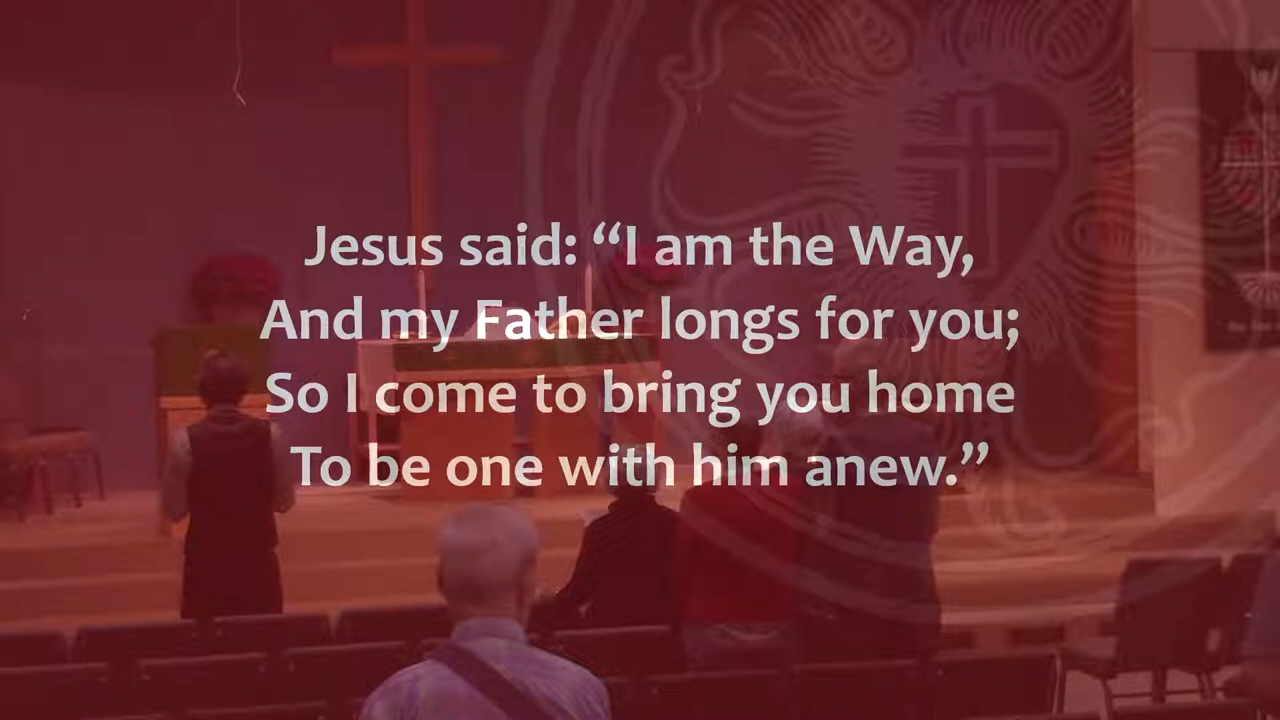 Jesus said: “I am the Way,
And my Father longs for you;
So I come to bring you home
To be one with him anew.”